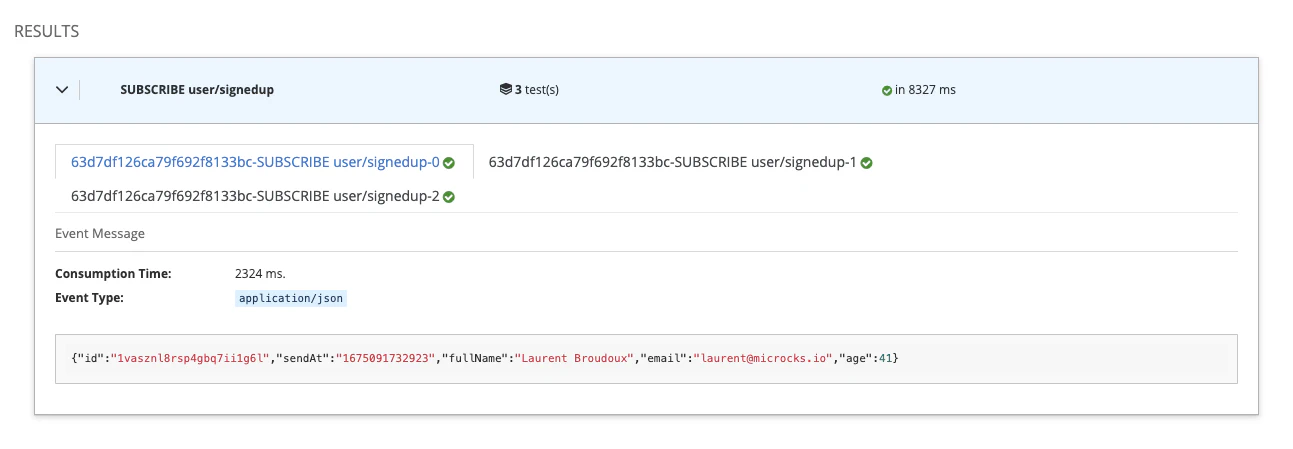 RESULTS
SUBSCRIBE user/signedup 3 test(s) in 8327 ms
63d7df126ca79f692f8133bc-SUBSCRIBE user/signedup-0 63d7df126ca79f692f8133bc-SUBSCRIBE user/signedup-1
63d7df126ca79f692f8133bc-SUBSCRIBE user/signedup-2
Event Message
Consumption Time: 2324 ms.
Event Type: application/json
{"id":"1vasznl8rsp4gbq7ii1g6l","sendAt":"1675091732923","fullName":"Laurent Broudoux","email":"laurent@microcks.io","age":41}